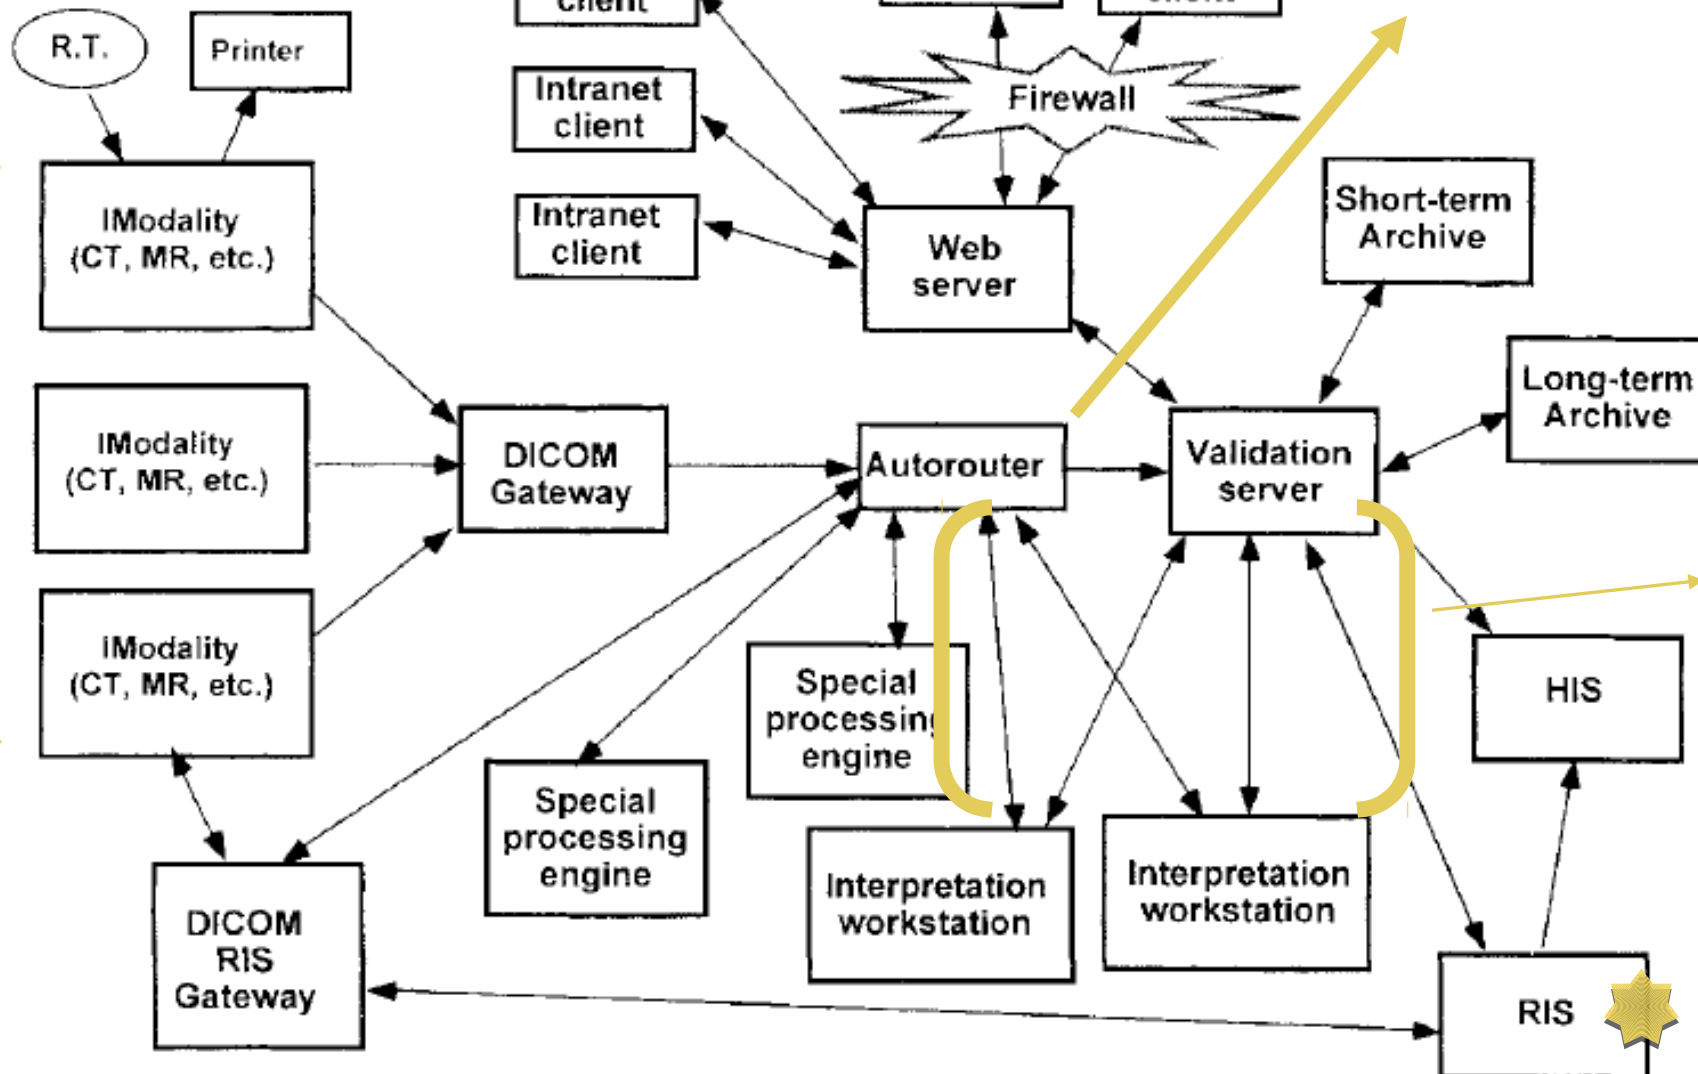 client
client
R.T.
Printer
Intranet
client
Firewall
Intranet
client
IModality
(CT, MR, etc.)
Web
server
Short-term
Archive
Long-term
Archive
IModality
(CT, MR, etc.)
DICOM
Gateway
Autorouter
Validation
server
IModality
(CT, MR, etc.)
Special
processing
engine
HIS
Special
processing
engine
Interpretation
workstation
Interpretation
workstation
DICOM
RIS
Gateway
RIS